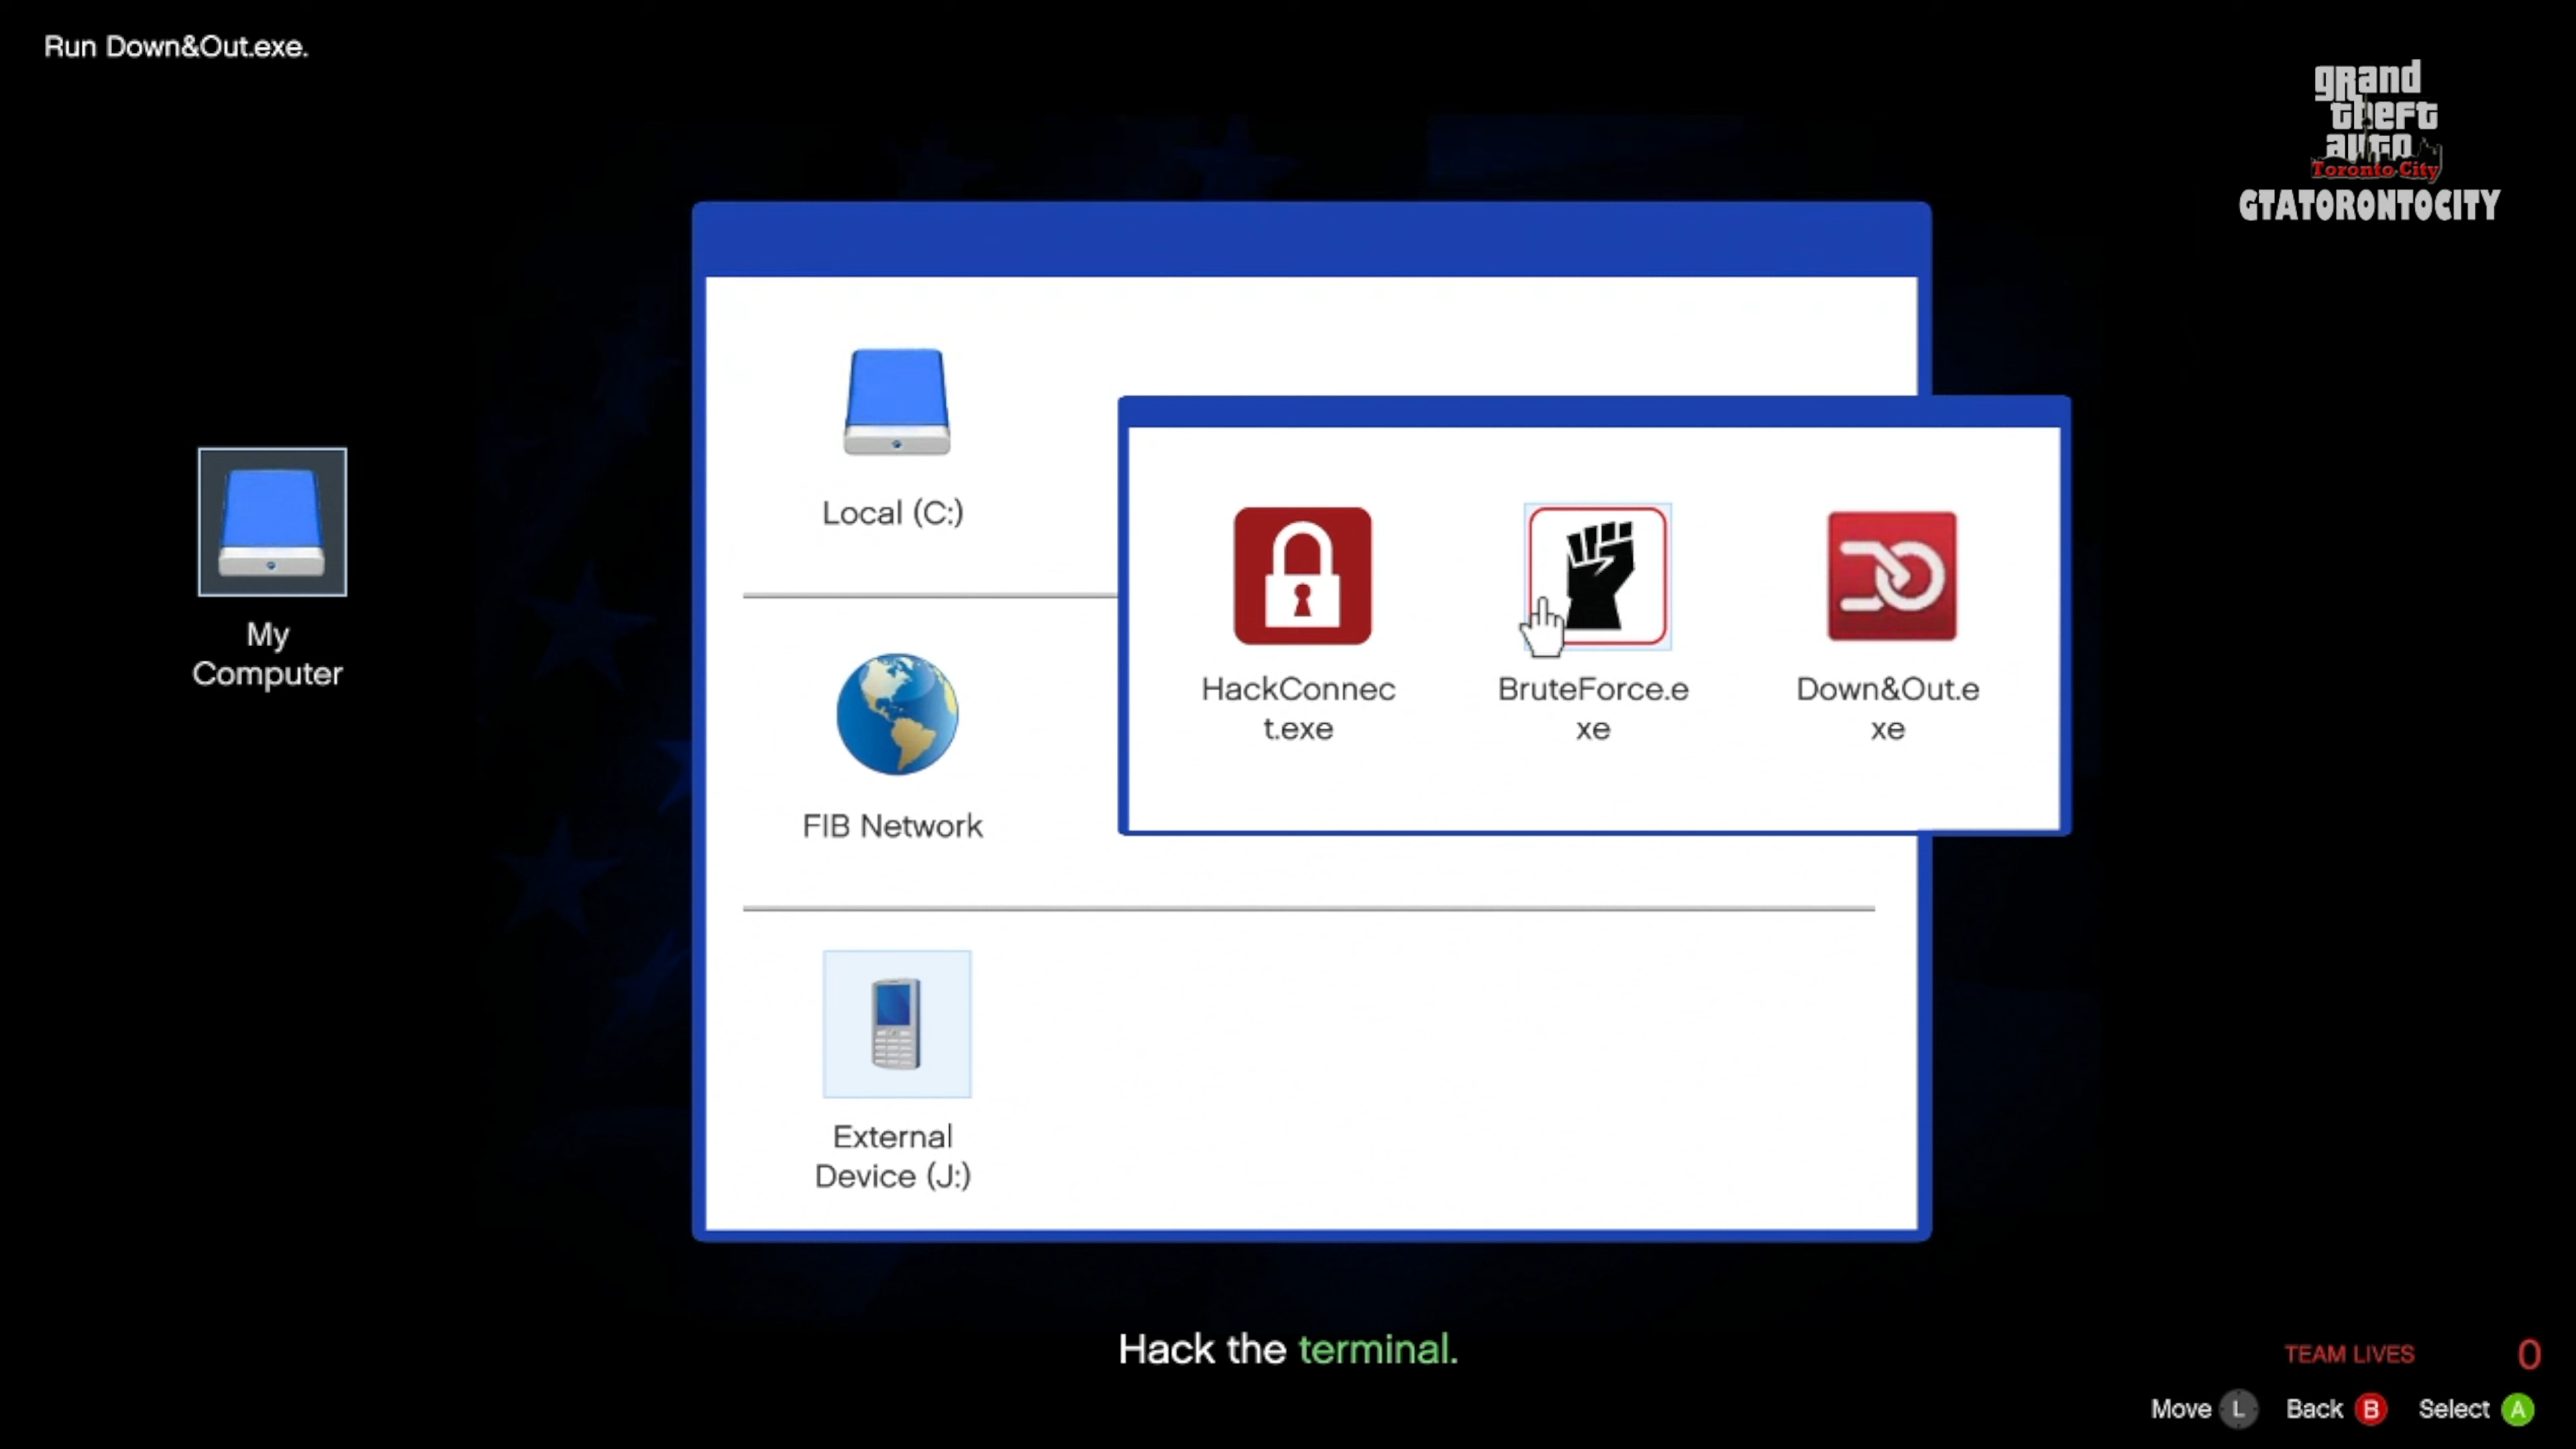 Run Down&Out.exe.
grand
theft
auto
Toronto City
GTATORONTOCITY
Local (C:)
My
Computer
HackConnec
t.exe
BruteForce.e
xe
Down&Out.e
xe
FIB Network
External
Device (J:)
Hack the terminal.
TEAM LIVES 0
Move L Back B Select A